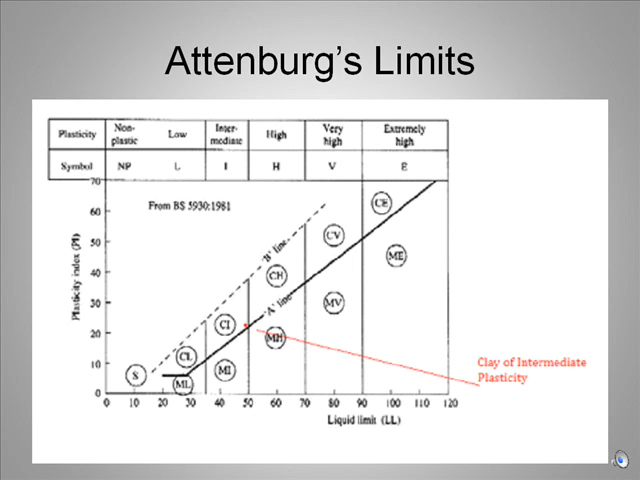 Attenburg's Limits
Plasticity
Non-
plastic
Low
Inter-
mediate
High
Very
high
Extremely
high
Symbol
NP
L
I
H
V
E
From BS 5930:1981
Plasticity index (PI)
70
60
50
40
30
20
10
0
'B' line
'A' line
CE
CV
ME
CH
MV
CI
MH
CL
MI
S
ML
Clay of Intermediate
Plasticity
0 10 20 30 40 50 60 70 80 90 100 110 120
Liquid limit (LL)